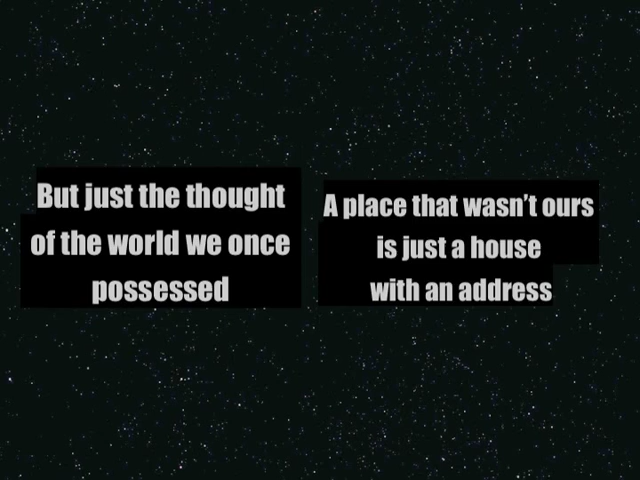 But just the thought
of the world we once
possessed
A place that wasn’t ours
is just a house
with an address